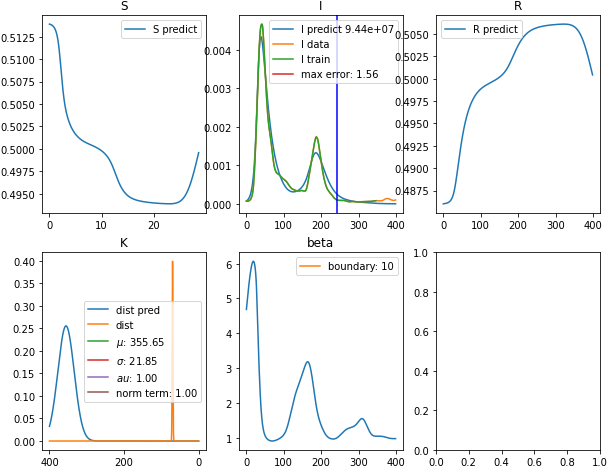 S
0.5125
0.5100
0.5075
0.5050
0.5025
0.5000
0.4975
0.4950
0 10 20
S predict
I
0.004
0.003
0.002
0.001
0.000
0 100 200 300 400
I predict 9.44e+07
I data
I train
max error: 1.56
R
0.5050
0.5025
0.5000
0.4975
0.4950
0.4925
0.4900
0.4875
0 100 200 300 400
R predict
K
0.40
0.35
0.30
0.25
0.20
0.15
0.10
0.05
0.00
400 200 0
dist pred
dist
μ: 355.65
σ: 21.85
au: 1.00
norm term: 1.00
beta
6
5
4
3
2
1
0 100 200 300 400
boundary: 10
1.0
0.8
0.6
0.4
0.2
0.0
0.0 0.2 0.4 0.6 0.8 1.0